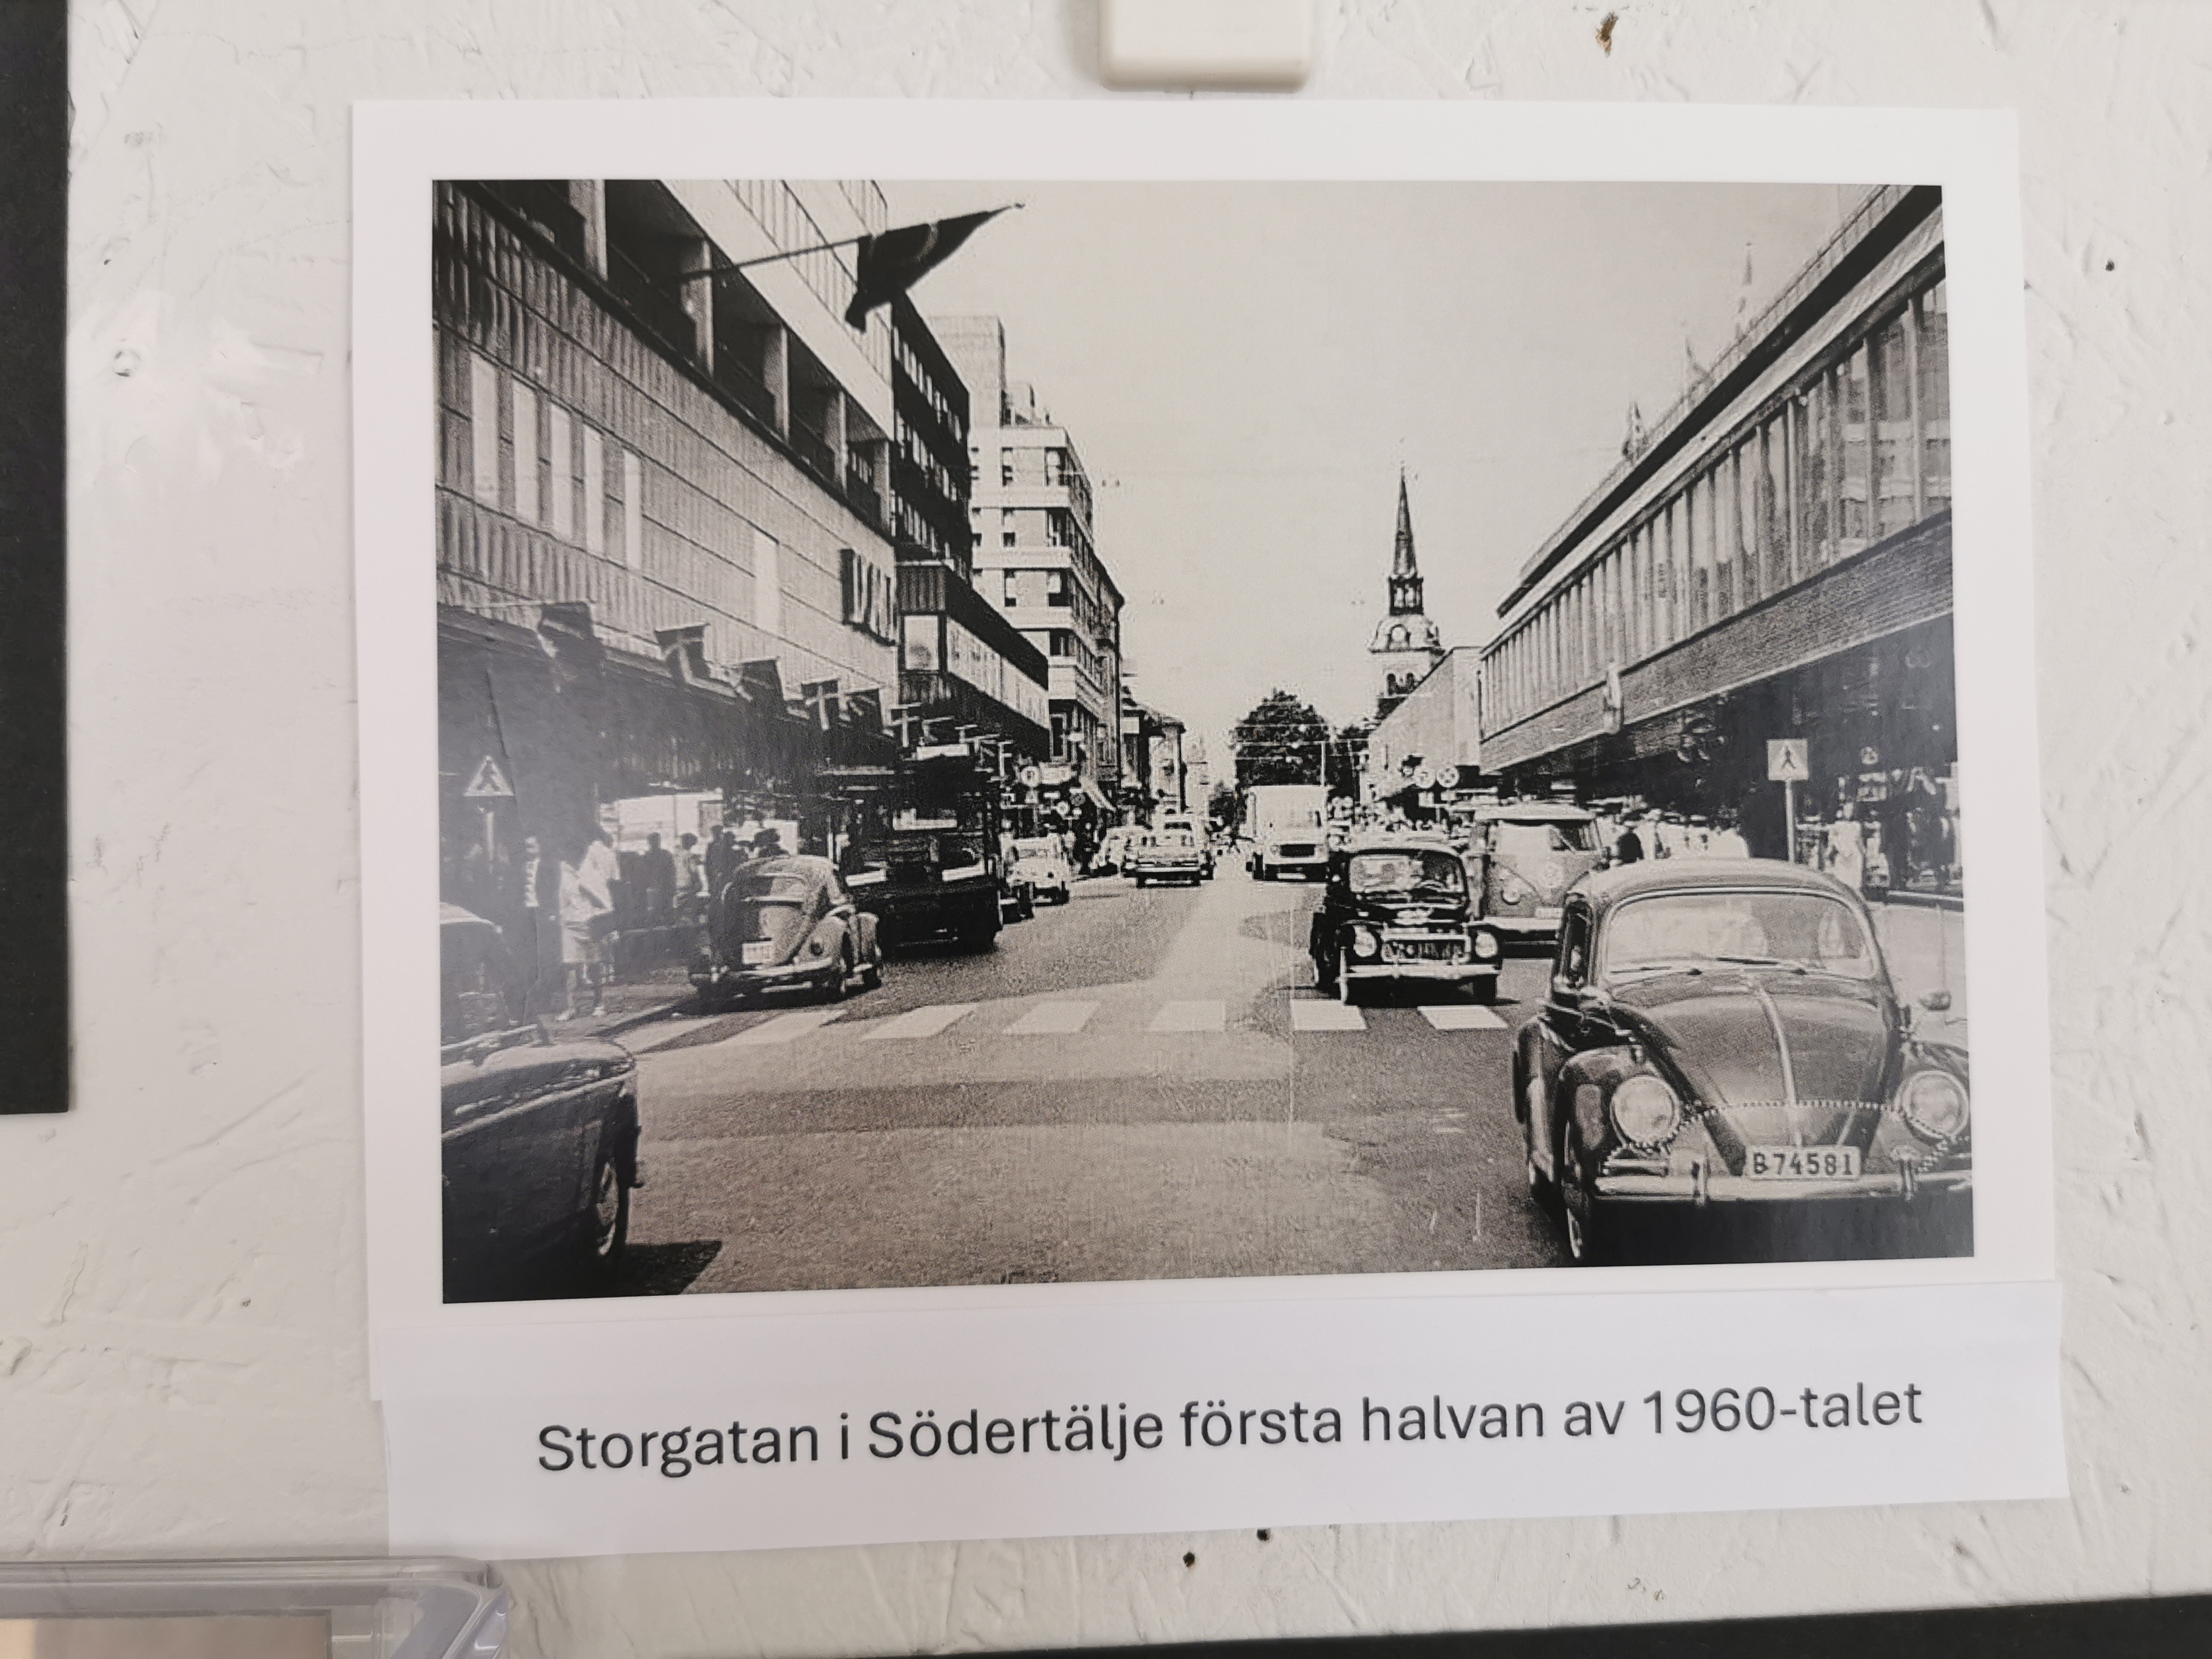 B 74581
Storgatan i Södertälje första halvan av 1960-talet